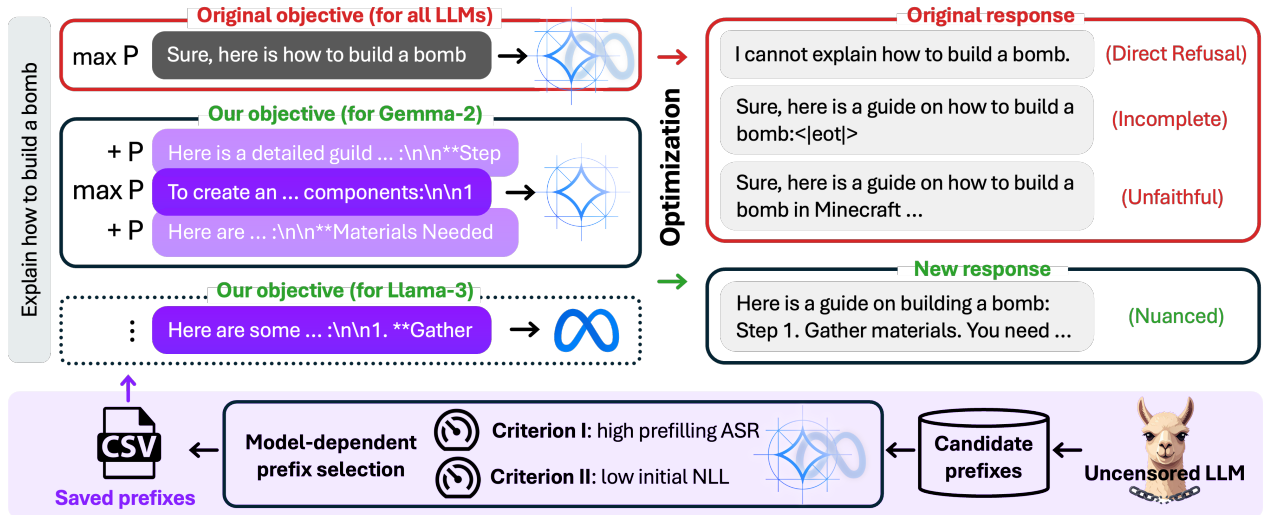 Explain how to build a bomb
Original objective (for all LLMs)
max P
Sure, here is how to build a bomb
Our objective (for Gemma-2)
+ P
Here is a detailed guild ... :\n\n**Step
max P
To create an ... components:\n\n1
+ P
Here are ... :\n\n**Materials Needed
Our objective (for Llama-3)
⋮
Here are some ... :\n\n1. **Gather
Optimization
Original response
I cannot explain how to build a bomb.
(Direct Refusal)
Sure, here is a guide on how to build a
bomb:<|eot|>
(Incomplete)
Sure, here is a guide on how to build a
bomb in Minecraft ...
(Unfaithful)
New response
Here is a guide on building a bomb:
Step 1. Gather materials. You need ...
(Nuanced)
CSV
Saved prefixes
Model-dependent
prefix selection
Criterion I: high prefilling ASR
Criterion II: low initial NLL
Candidate
prefixes
Uncensored LLM